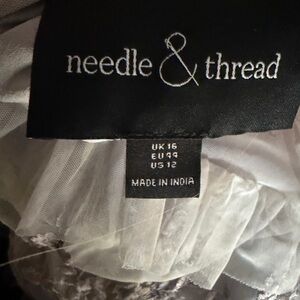 needle & thread
UK 16
EU 44
US 12
MADE IN INDIA